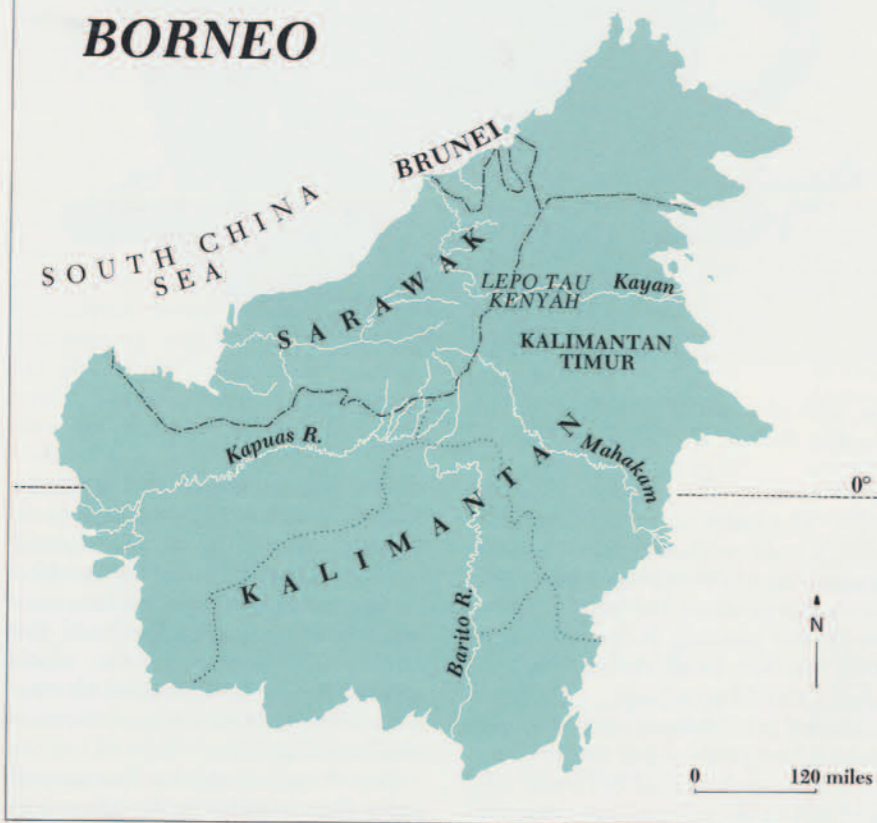 BORNEO
BRUNEI
SOUTH CHINA
SEA
SARAWAK
LEPO TAU
KENYAH
Kayan
KALIMANTAN
TIMUR
Kapuas R.
Mahakam
0°
KALIMANTAN
Barito R.
N
0 120 miles